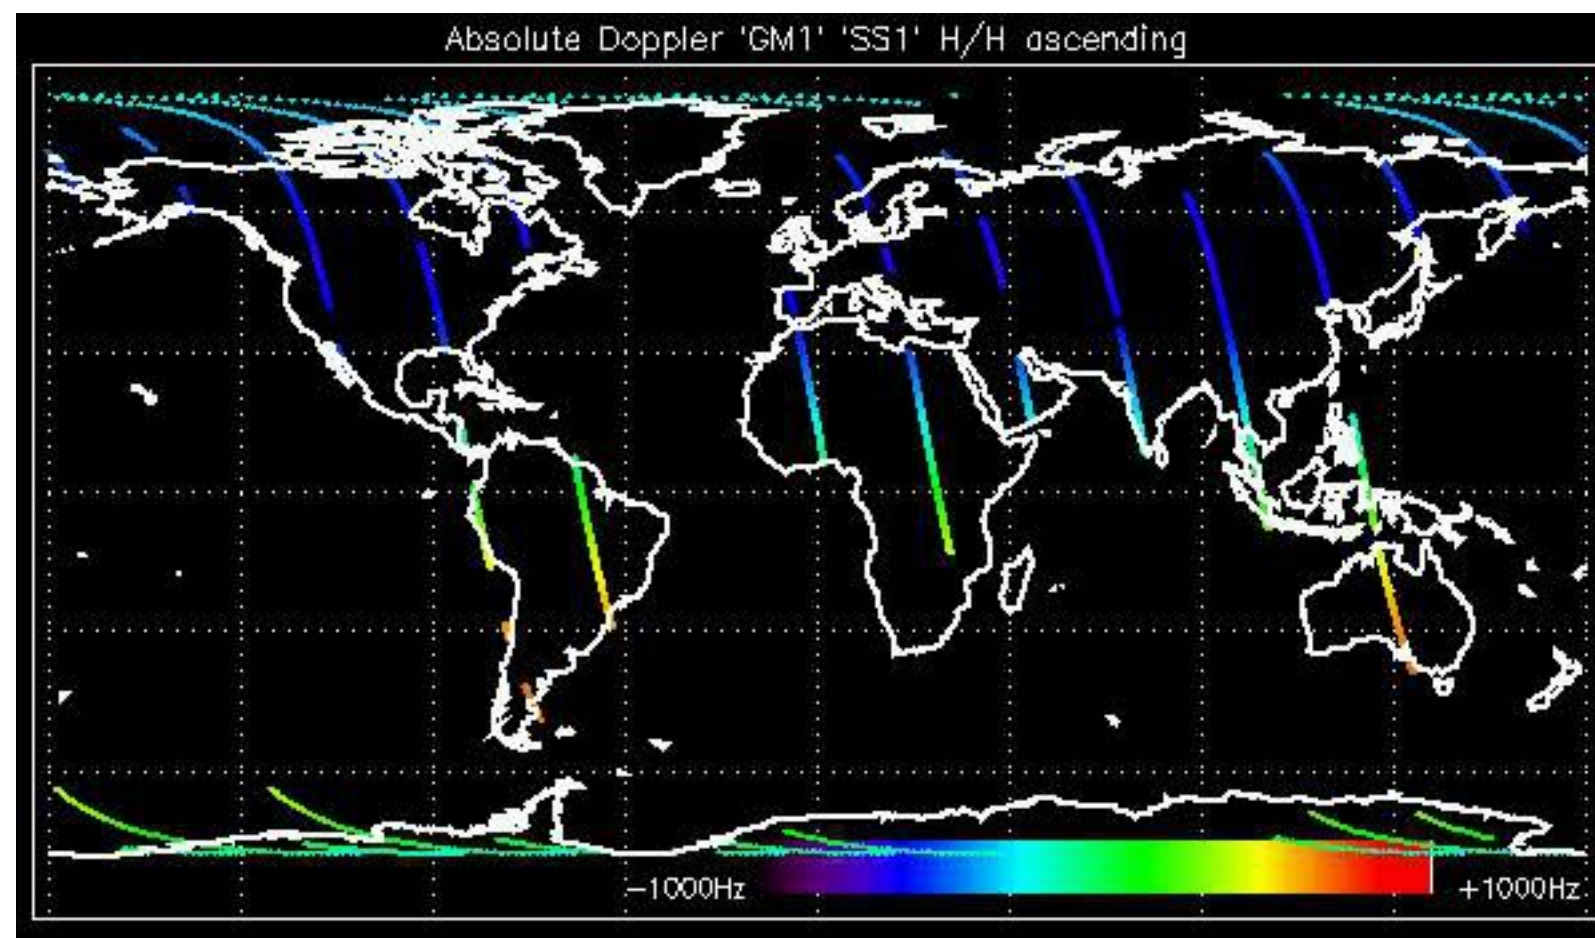 Absolute Doppler 'GM1' 'SS1' H/H ascending
−1000Hz
+1000Hz